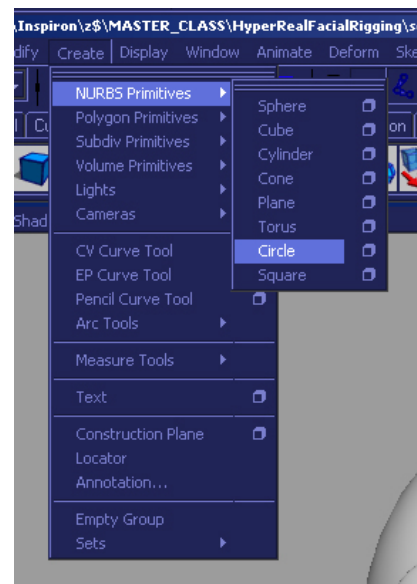 \Inspiron\z$\MASTER_CLASS\HyperRealFacialRigging\s
dify Create Display Window Animate Deform Ske
NURBS Primitives
Polygon Primitives
Subdiv Primitives
Volume Primitives
Lights
Cameras
CV Curve Tool
EP Curve Tool
Pencil Curve Tool
Arc Tools
Measure Tools
Text
Construction Plane
Locator
Annotation...
Empty Group
Sets
Sphere
Cube
Cylinder
Cone
Plane
Torus
Circle
Square
Cu
on
Shad